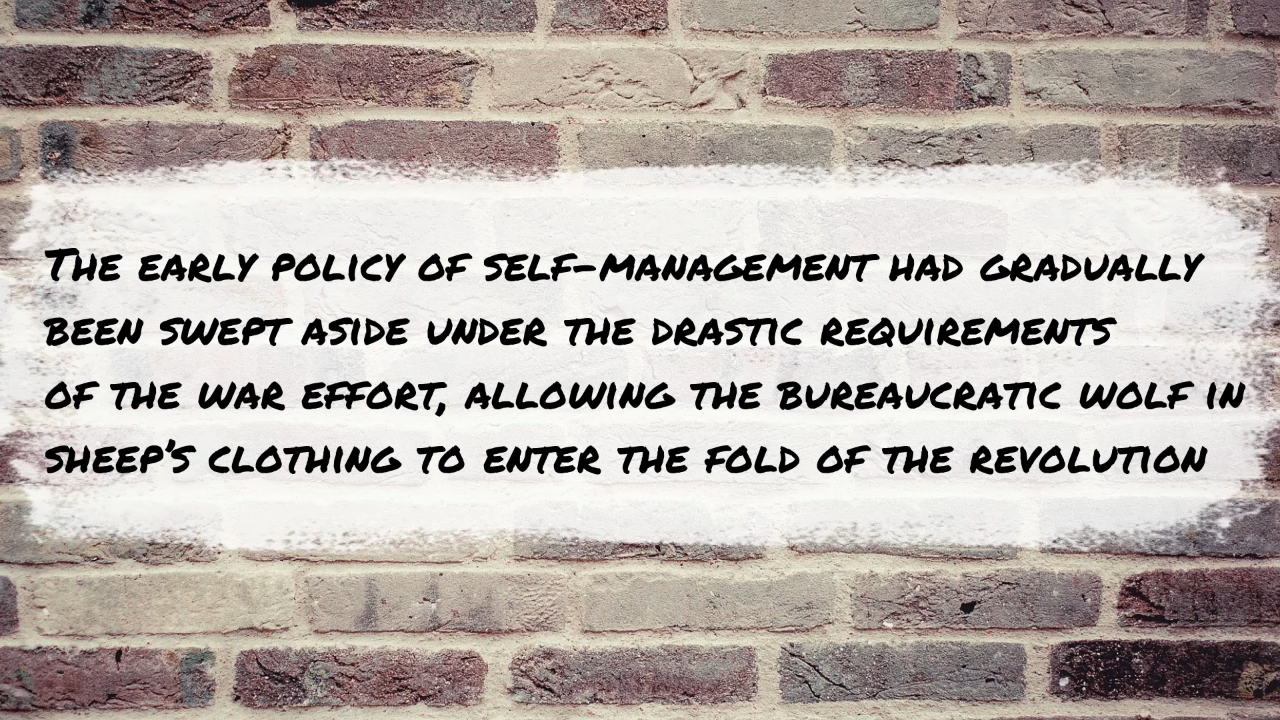 The early policy of self-management had gradually
been swept aside under the drastic requirements
of the war effort, allowing the bureaucratic wolf in
sheep's clothing to enter the fold of the revolution